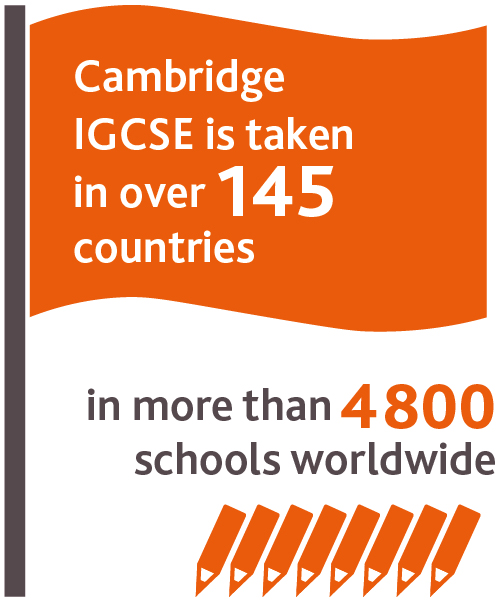 Cambridge
IGCSE is taken
in over 145
countries
in more than 4800
schools worldwide